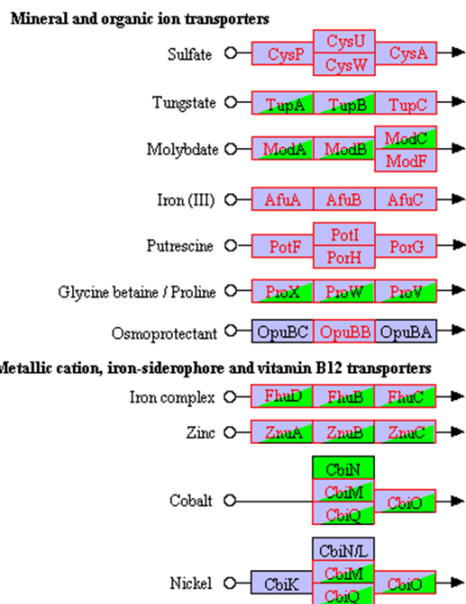 Mineral and organic ion transporters
CysU
Sulfate CysP CysA
CysW
Tungstate TupA TupB TupC
ModC
Molybdate ModA ModB
ModF
Iron (III) AfuA AfuB AfuC
PotI
Putrescine PotF PorG
PorH
Glycine betaine / Proline ProX ProW ProV
Osmoprotectant OpuBC OpuBB OpuBA
Metallic cation, iron-siderophore and vitamin B12 transporters
Iron complex FhuD FhuB FhuC
Zinc ZnuA ZnuB ZnuC
CbiN
CbiM
Cobalt CbiO
CbiQ
CbiN/L
CbiM
Nickel CbiK CbiO
CbiQ